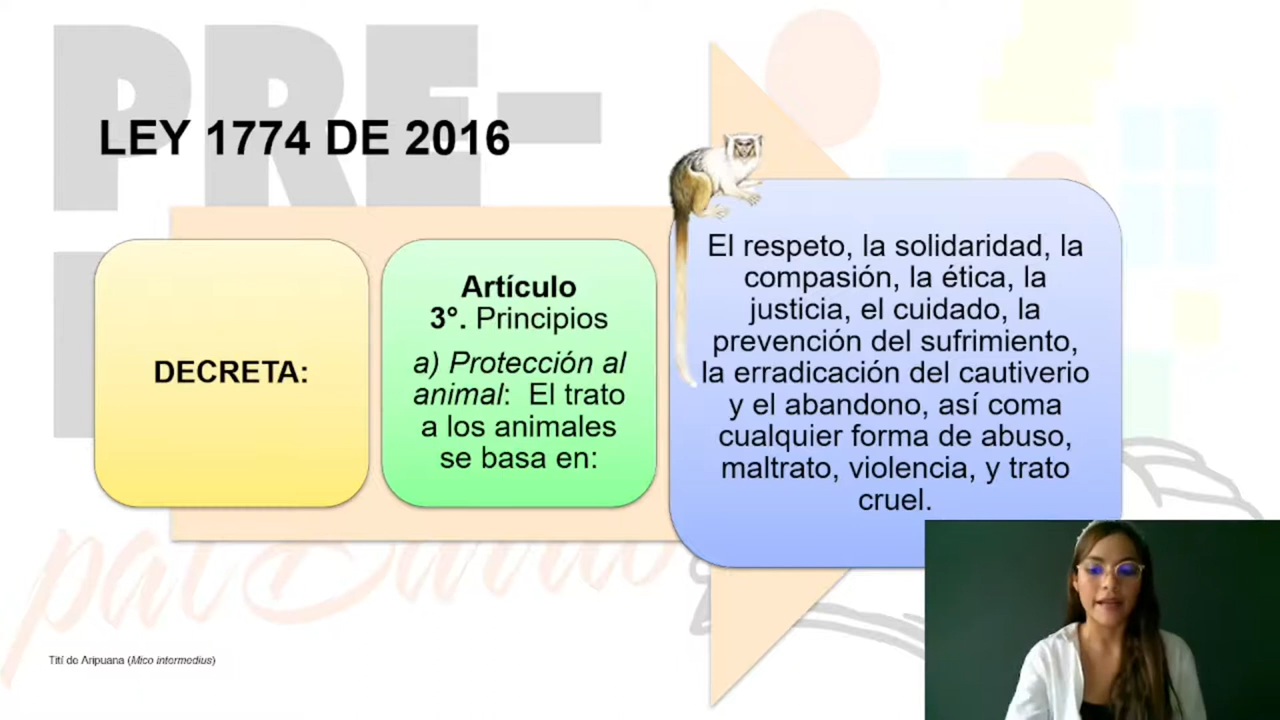 PRE-
LEY 1774 DE 2016
DECRETA:
Artículo
3°. Principios
a) Protección al
animal: El trato
a los animales
se basa en:
El respeto, la solidaridad, la
compasión, la ética, la
justicia, el cuidado, la
prevención del sufrimiento,
la erradicación del cautiverio
y el abandono, así coma
cualquier forma de abuso,
maltrato, violencia, y trato
cruel.
Tití de Aripuana (Mico intermedius)